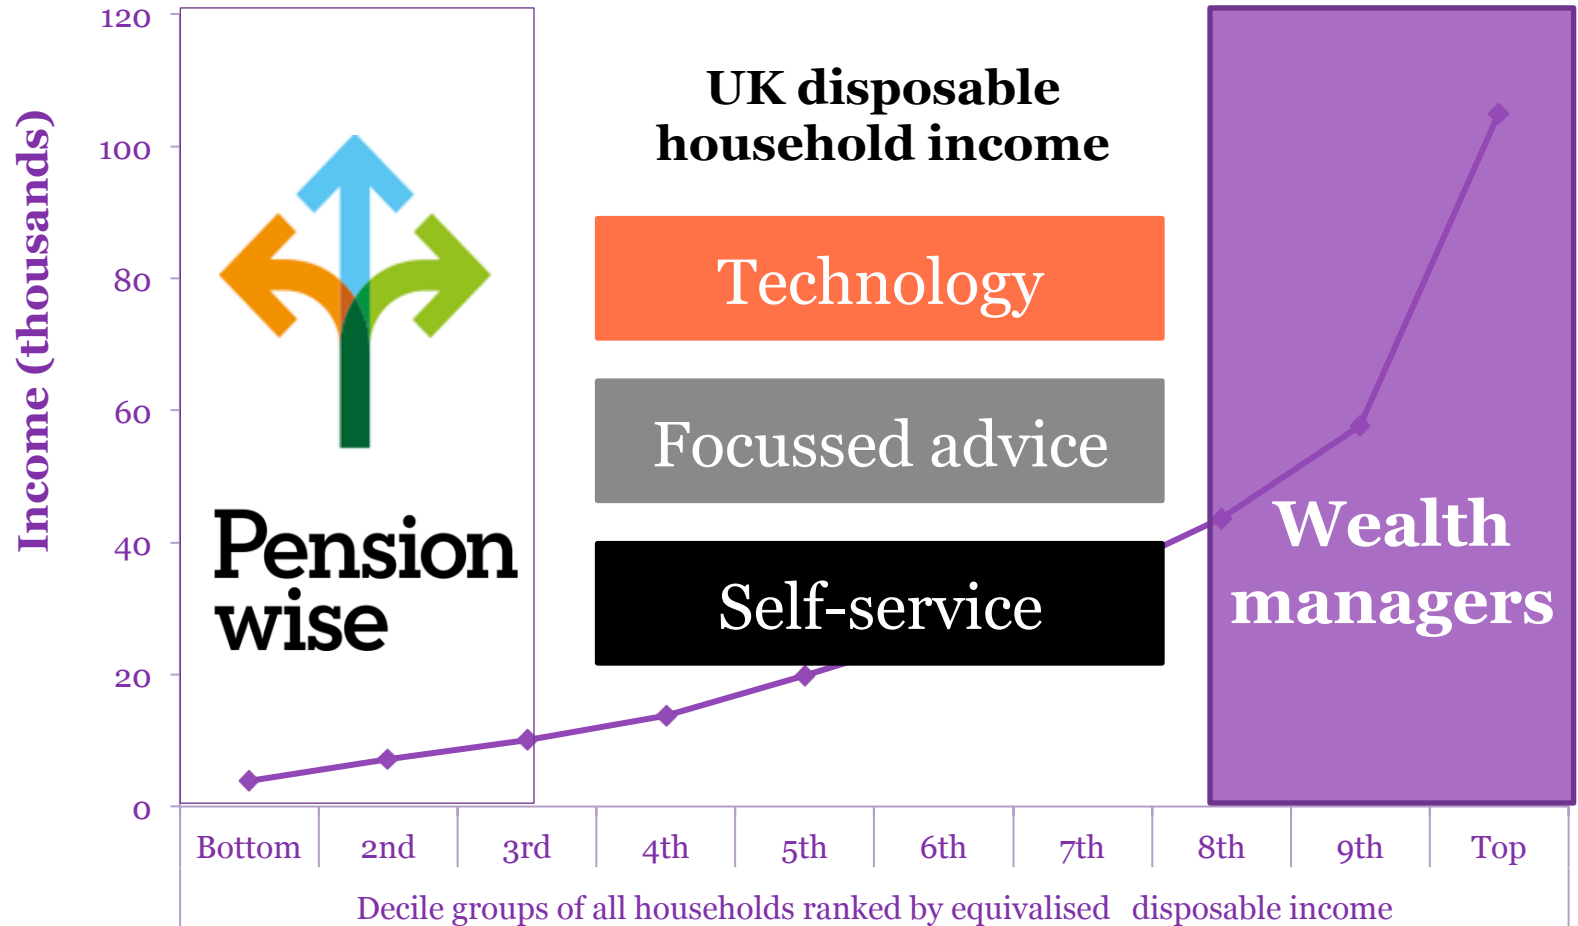 UK disposable
household income
Income (thousands)
120
100
80
60
40
20
0
Pension
wise
Technology
Focussed advice
Self-service
Wealth
managers
Bottom 2nd 3rd 4th 5th 6th 7th 8th 9th Top
Decile groups of all households ranked by equivalised disposable income